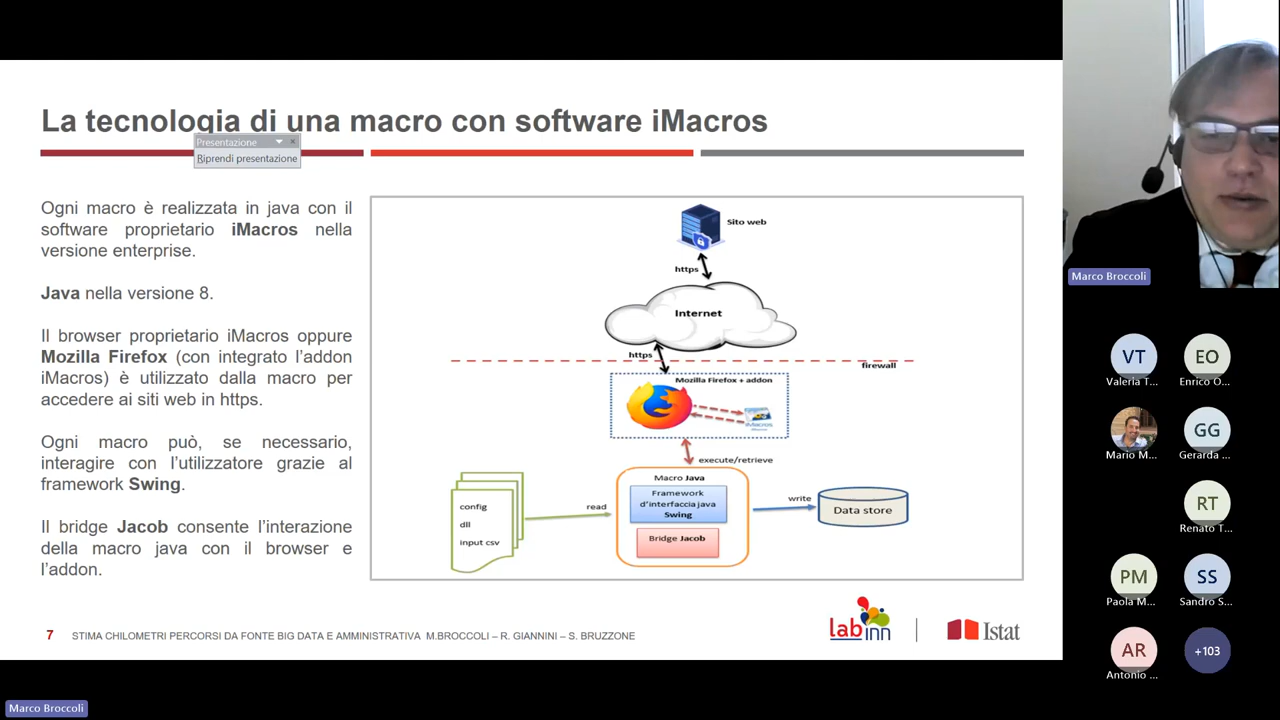 La tecnologia di una macro con software iMacros
Presentazione
Riprendi presentazione
Ogni macro è realizzata in java con il
software proprietario iMacros nella
versione enterprise.
Java nella versione 8.
Il browser proprietario iMacros oppure
Mozilla Firefox (con integrato l'addon
iMacros) è utilizzato dalla macro per
accedere ai siti web in https.
Ogni macro può, se necessario,
interagire con l'utilizzatore grazie al
framework Swing.
Il bridge Jacob consente l'interazione
della macro java con il browser e
l'addon.
Sito web
https
Internet
https
firewall
Mozilla Firefox + addon
iMacros
execute/retrieve
Macro Java
Framework
d'interfaccia java
Swing
Bridge Jacob
config
dll
input csv
read
write
Data store
7
STIMA CHILOMETRI PERCORSI DA FONTE BIG DATA E AMMINISTRATIVA M.BROCCOLI – R. GIANNINI – S. BRUZZONE
lab inn
Istat
Marco Broccoli
VT
Valeria T...
EO
Enrico O...
Mario M...
GG
Gerarda ...
RT
Renato T...
PM
Paola M...
SS
Sandro S...
AR
Antonio ...
+103
Marco Broccoli